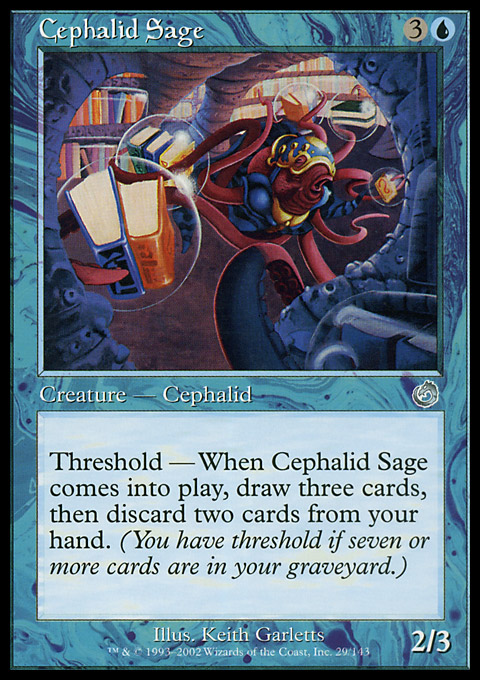 Cephalid Sage 3
Creature — Cephalid
Threshold — When Cephalid Sage
comes into play, draw three cards,
then discard two cards from your
hand. (You have threshold if seven or
more cards are in your graveyard.)
Illus. Keith Garletts
™ & © 1993-2002 Wizards of the Coast, Inc. 29/143
2/3